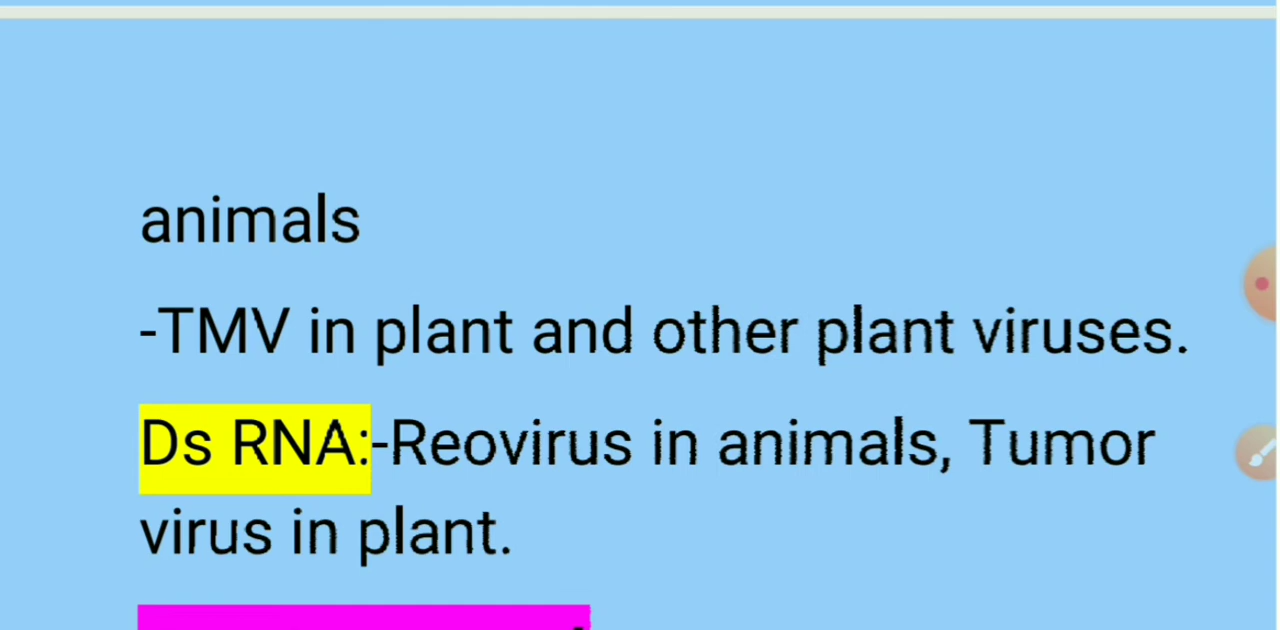 animals
-TMV in plant and other plant viruses.
Ds RNA:-Reovirus in animals, Tumor
virus in plant.